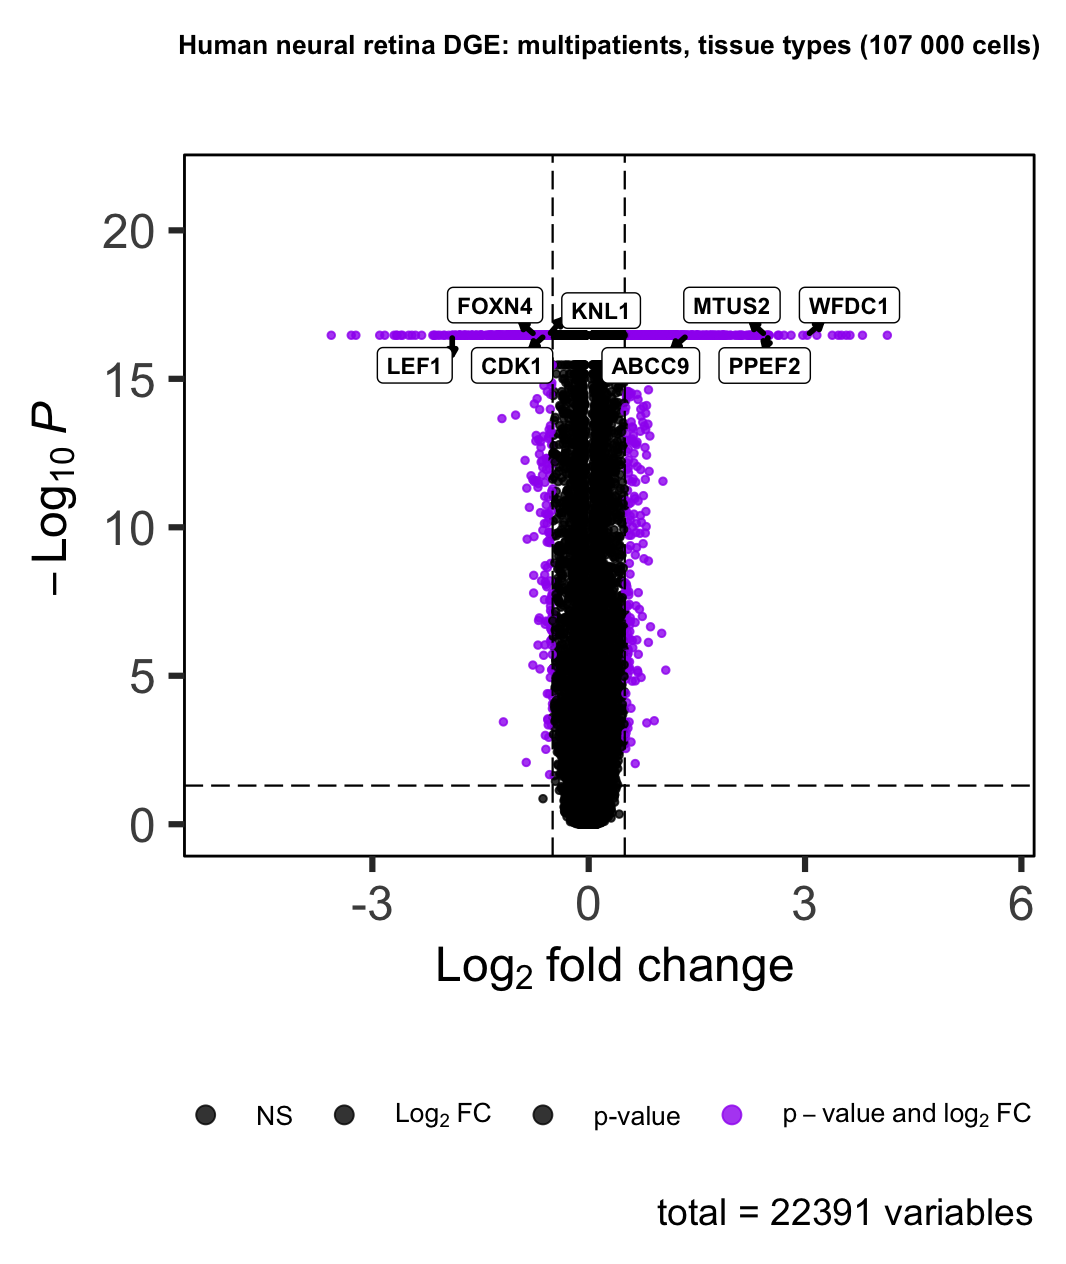 Human neural retina DGE: multipatients, tissue types (107 000 cells)
20
15
10
5
0
−Log10 P
FOXN4
KNL1
MTUS2
WFDC1
LEF1
CDK1
ABCC9
PPEF2
-3
0
3
6
Log2 fold change
NS
Log2 FC
p-value
p − value and log2 FC
total = 22391 variables